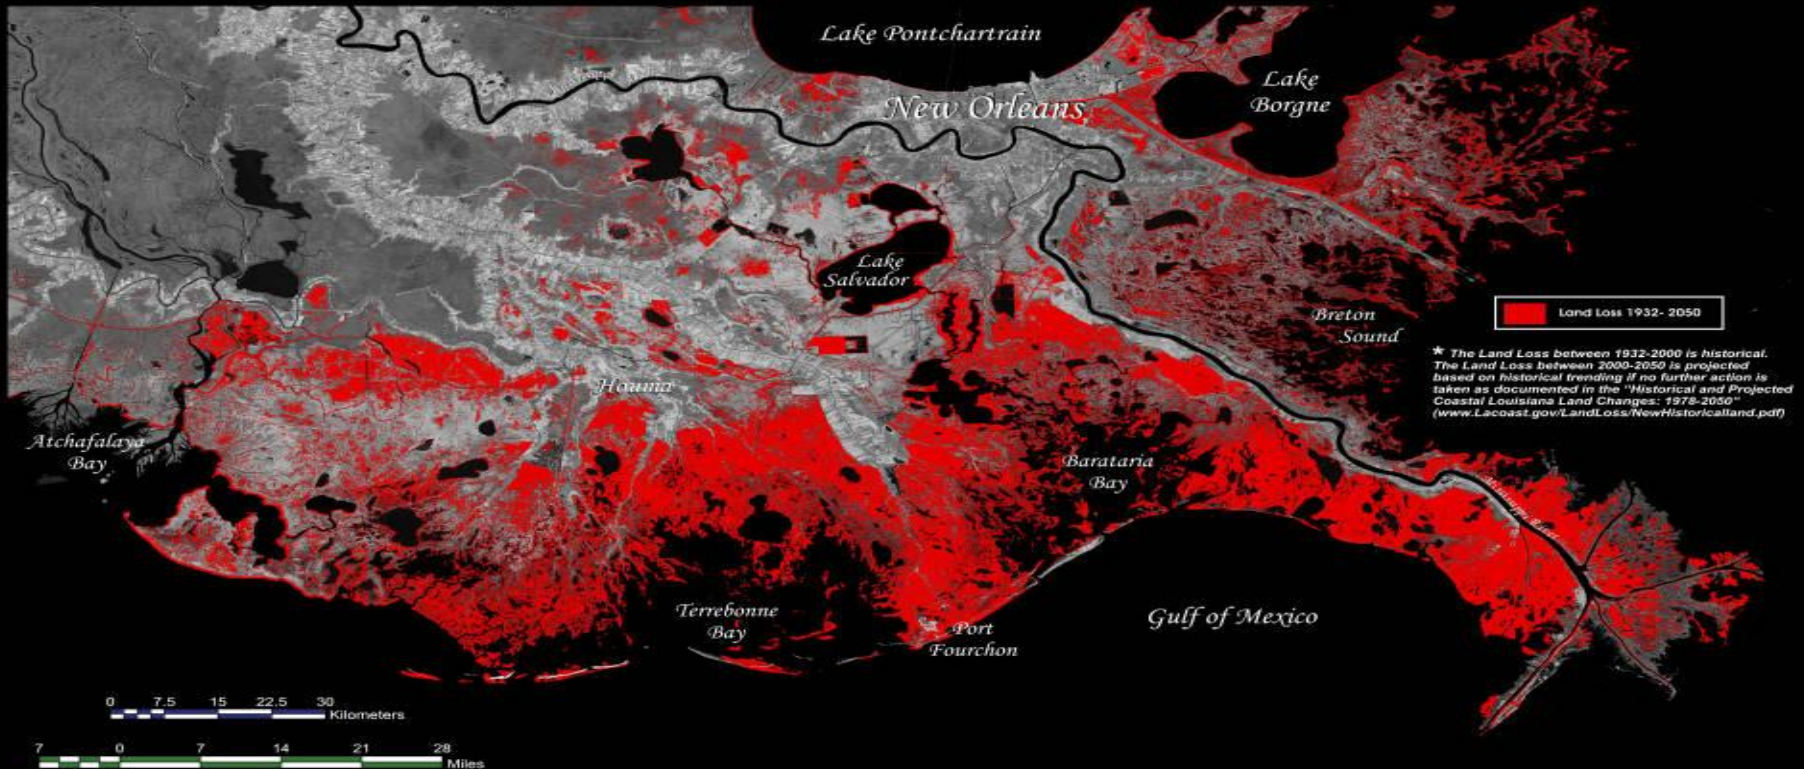 Lake Pontchartrain
Lake
Borgne
New Orleans
Lake
Salvador
Breton
Sound
Land Loss 1932- 2050
* The Land Loss between 1932-2000 is historical.
The Land Loss between 2000-2050 is projected
based on historical trending if no further action is
taken as documented in the "Historical and Projected
Coastal Louisiana Land Changes: 1978-2050"
(www.Lacoast.gov/LandLoss/NewHistoricalland.pdf)
Houma
Atchafalaya
Bay
Barataria
Bay
Mississippi River
Terrebonne
Bay
Port
Fourchon
Gulf of Mexico
0 7.5 15 22.5 30
Kilometers
7 0 7 14 21 28
Miles